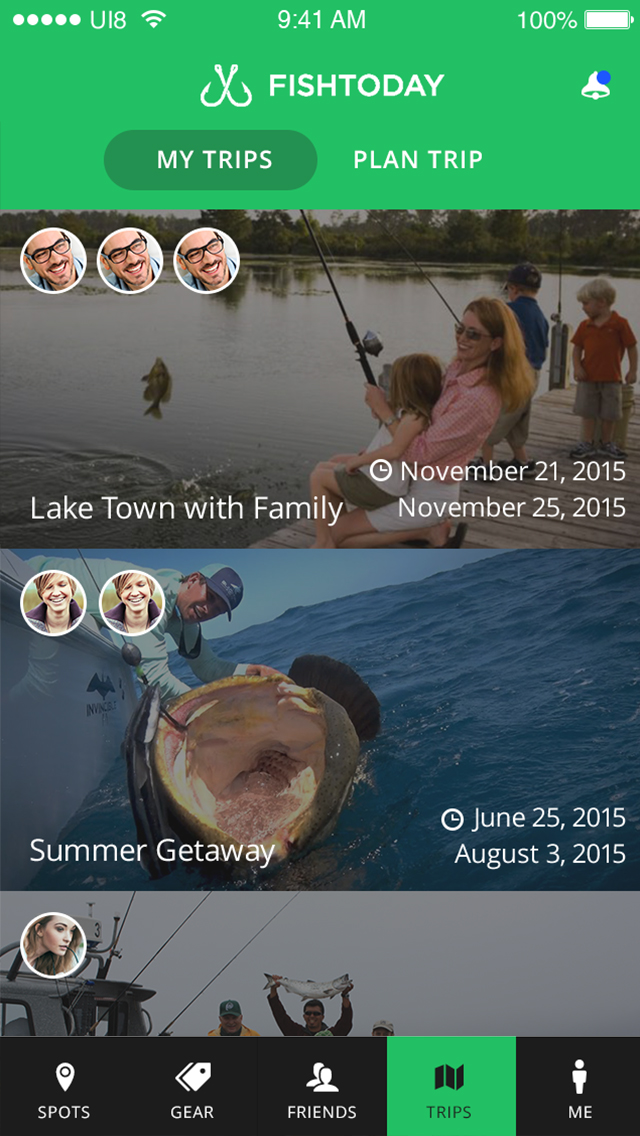 UI8 9:41 AM 100%
FISHTODAY
MY TRIPS PLAN TRIP
November 21, 2015
Lake Town with Family November 25, 2015
INVINCIBLE
June 25, 2015
Summer Getaway August 3, 2015
3
SPOTS GEAR FRIENDS TRIPS ME